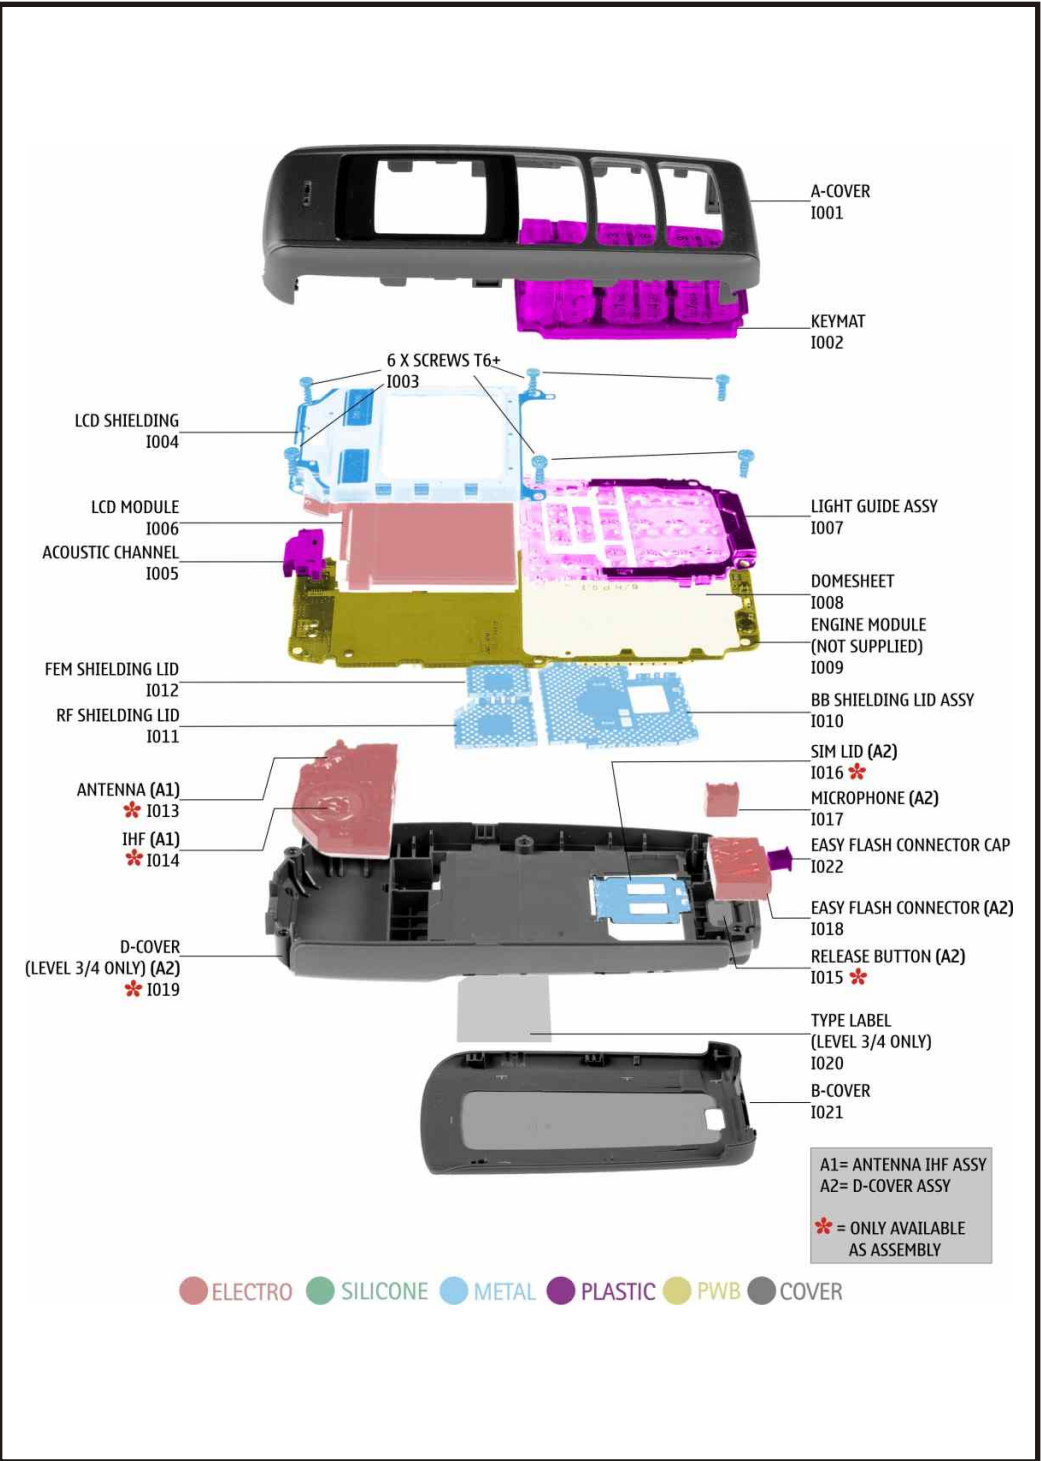 A-COVER
I001
KEYMAT
I002
6 X SCREWS T6+
I003
LCD SHIELDING
I004
LCD MODULE
I006
LIGHT GUIDE ASSY
I007
ACOUSTIC CHANNEL
I005
DOMESHEET
I008
ENGINE MODULE
(NOT SUPPLIED)
I009
FEM SHIELDING LID
I012
BB SHIELDING LID ASSY
I010
RF SHIELDING LID
I011
SIM LID (A2)
I016 *
ANTENNA (A1)
* I013
MICROPHONE (A2)
I017
IHF (A1)
* I014
EASY FLASH CONNECTOR CAP
I022
EASY FLASH CONNECTOR (A2)
I018
D-COVER
(LEVEL 3/4 ONLY) (A2)
* I019
RELEASE BUTTON (A2)
I015 *
TYPE LABEL
(LEVEL 3/4 ONLY)
I020
B-COVER
I021
A1= ANTENNA IHF ASSY
A2= D-COVER ASSY
* = ONLY AVAILABLE
AS ASSEMBLY
ELECTRO SILICONE METAL PLASTIC PWB COVER